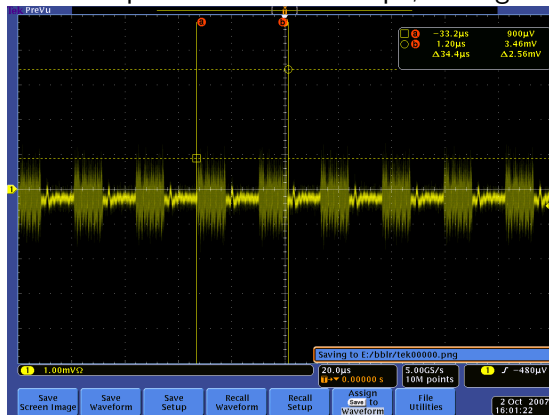 Tek PreVu
a
b
a -33.2µs 900µV
b 1.20µs 3.46mV
Δ34.4µs Δ2.56mV
1
Saving to E:/bblr/tek00000.png
1 1.00mVΩ
20.0µs
T→▼ 0.00000 s
5.00GS/s
10M points
1 ∫ -480µV
Save Screen Image
Save Waveform
Save Setup
Recall Waveform
Recall Setup
Assign Save to Waveform
File Utilities
2 Oct 2007
16:01:22